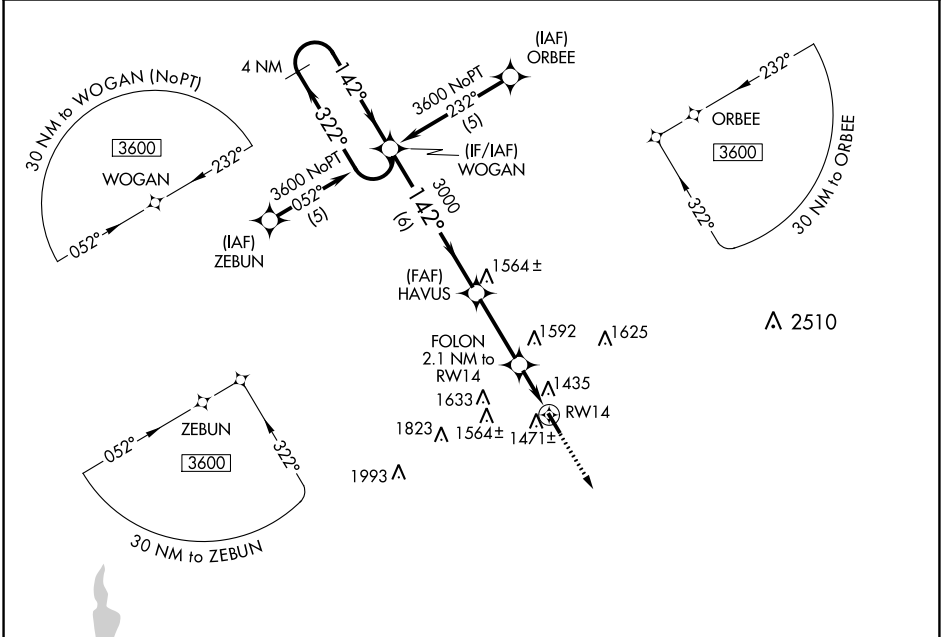 30 NM to WOGAN (NoPT)
3600
WOGAN
232°
052°
4 NM
142°
322°
(IAF)
ORBEE
3600 NoPT
232°
(5)
(IF/IAF)
WOGAN
3600 NoPT
052°
(5)
(IAF)
ZEBUN
3000
142°
(6)
232°
ORBEE
3600
322°
30 NM to ORBEE
(FAF)
HAVUS
1564 ±
FOLON
2.1 NM to
RW14
1592
1625
2510
1435
RW14
1633
1564±
1471±
1823
1993
052°
ZEBUN
3600
322°
30 NM to ZEBUN